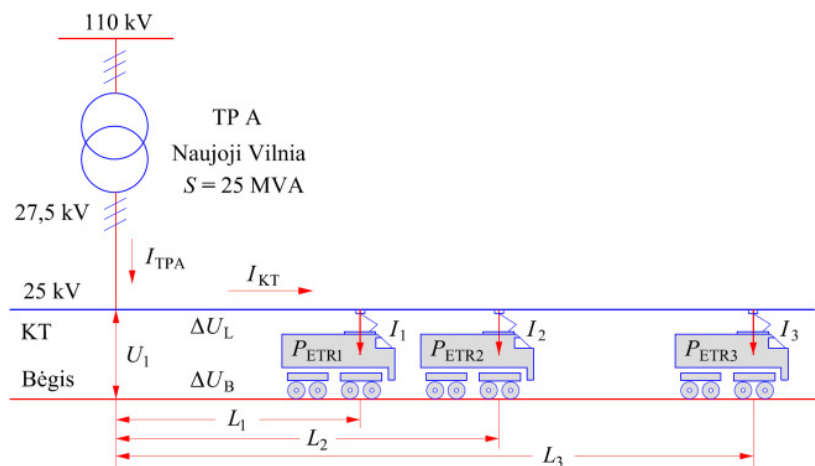 110 kV
TP A
Naujoji Vilnia
S = 25 MVA
27,5 kV
I_TPA
I_KT
25 kV
KT
ΔU_L
U_1
P_ETR1
I_1
P_ETR2
I_2
P_ETR3
I_3
Bėgis
ΔU_B
L_1
L_2
L_3